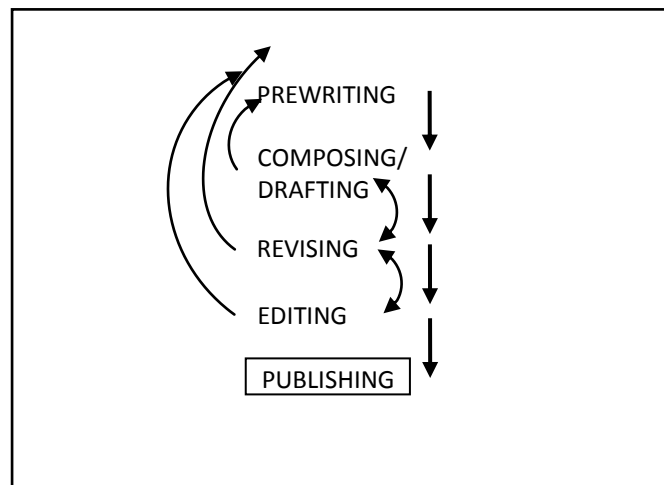 PREWRITING
COMPOSING/
DRAFTING
REVISING
EDITING
PUBLISHING